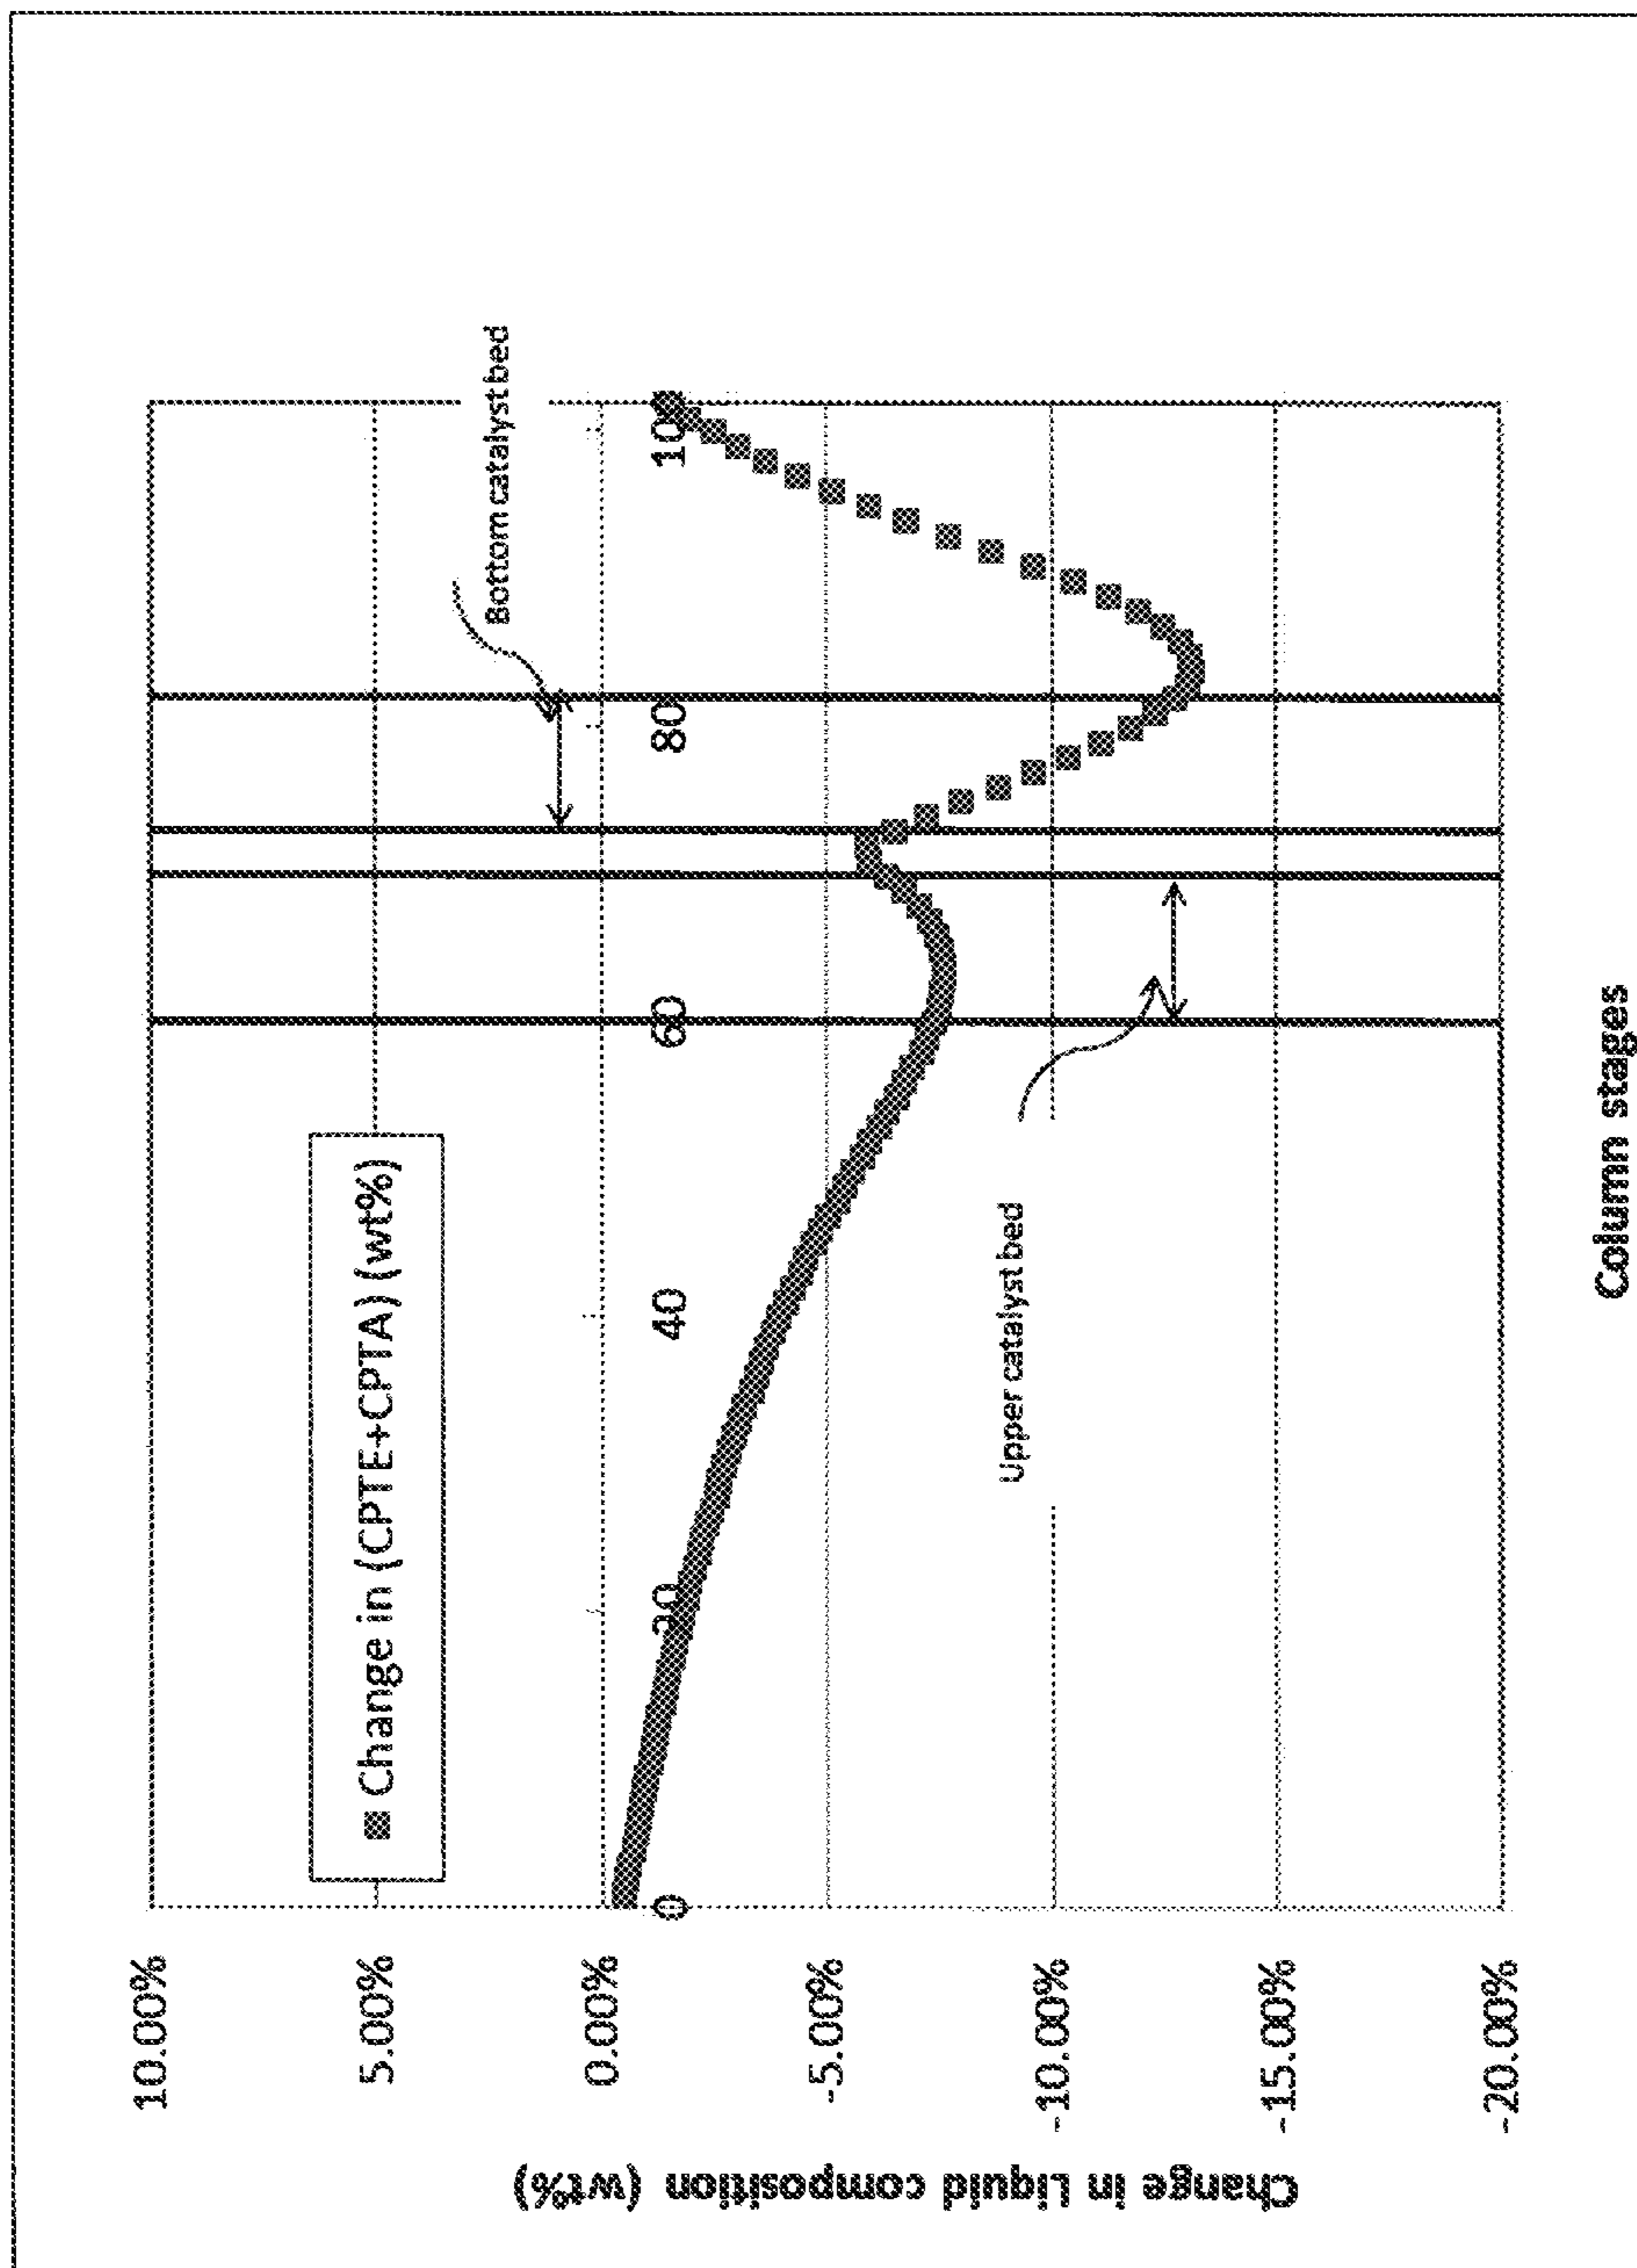 Change in Liquid composition (wt%)
10.00%
5.00%
0.00%
-5.00%
-10.00%
-15.00%
-20.00%
Change in (CPTE+CPTA) (wt%)
Bottom catalyst bed
0
20
40
60
80
100
Upper catalyst bed
Column stages